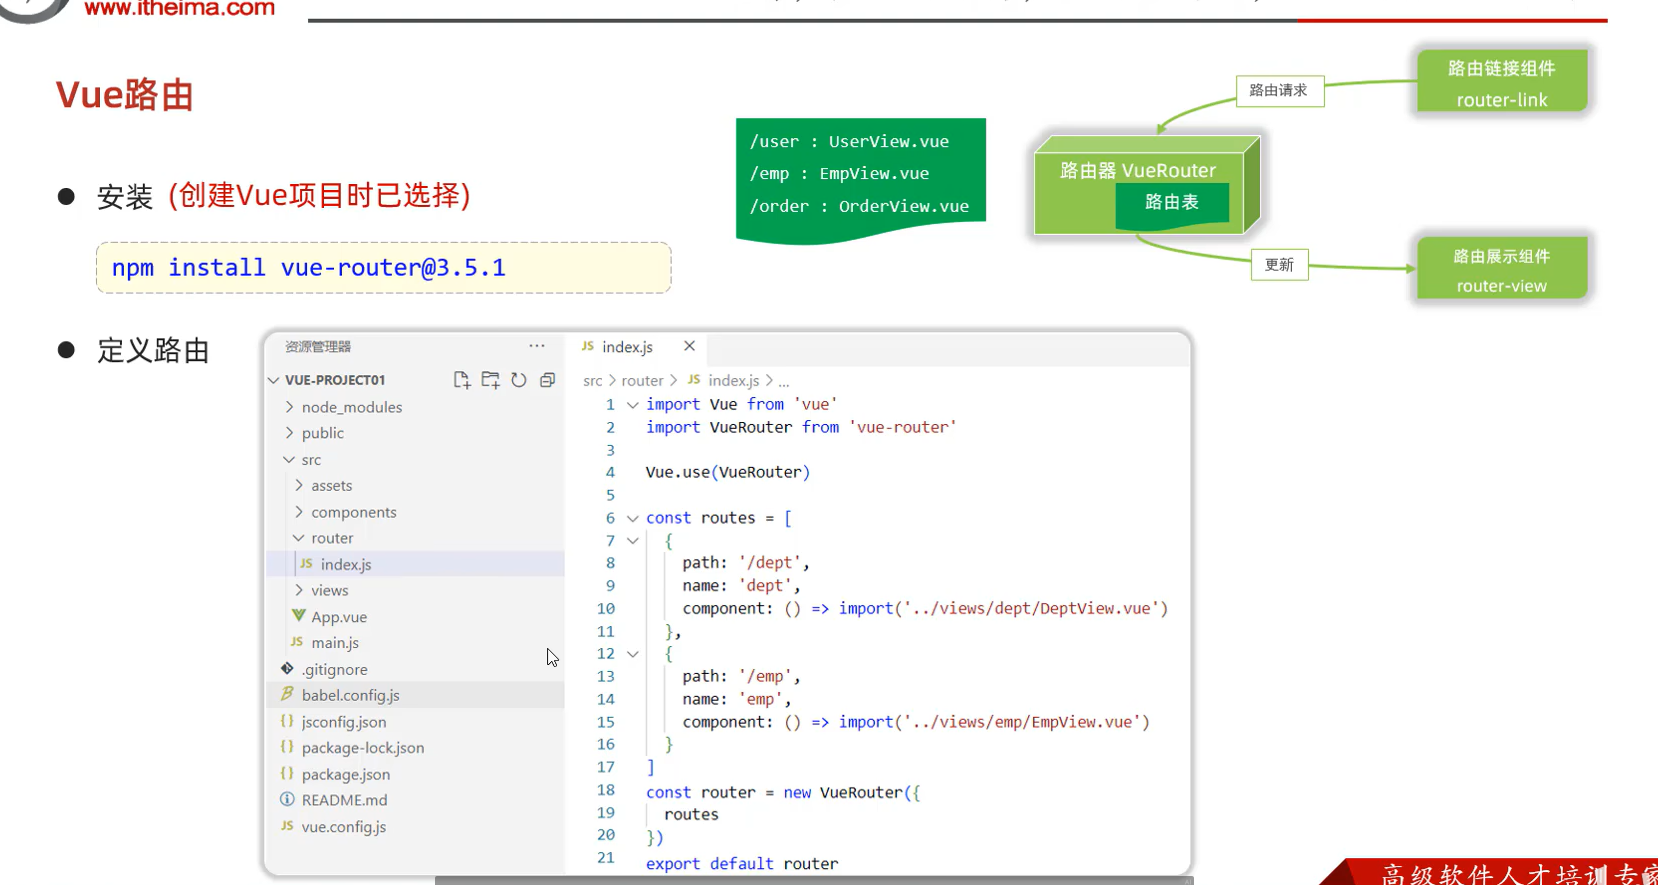 www.itheima.com
Vue路由
安装 (创建Vue项目时已选择)
npm install vue-router@3.5.1
/user : UserView.vue
/emp : EmpView.vue
/order : OrderView.vue
路由请求
路由链接组件
router-link
路由器 VueRouter
路由表
更新
路由展示组件
router-view
定义路由
资源管理器 ···
VUE-PROJECT01
node_modules
public
src
assets
components
router
JS index.js
views
App.vue
JS main.js
.gitignore
babel.config.js
{} jsconfig.json
{} package-lock.json
{} package.json
README.md
JS vue.config.js
JS index.js ×
src > router > JS index.js > ...
1 import Vue from 'vue'
2 import VueRouter from 'vue-router'
3
4 Vue.use(VueRouter)
5
6 const routes = [
7 {
8 path: '/dept',
9 name: 'dept',
10 component: () => import('../views/dept/DeptView.vue')
11 },
12 {
13 path: '/emp',
14 name: 'emp',
15 component: () => import('../views/emp/EmpView.vue')
16 }
17 ]
18 const router = new VueRouter({
19 routes
20 })
21 export default router
高级软件人才培训专家